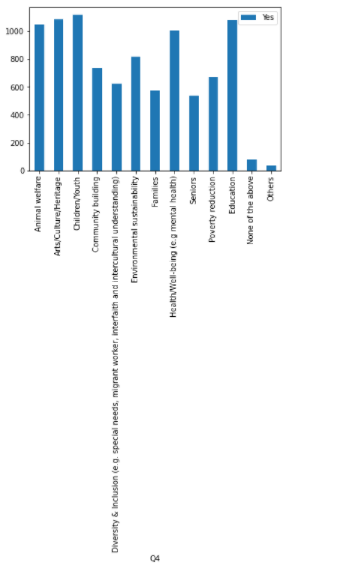 Yes
1000
800
600
400
200
0
Animal welfare
Arts/Culture/Heritage
Children/Youth
Community building
Diversity & Inclusion (e.g. special needs, migrant worker, interfaith and intercultural understanding)
Environmental sustainability
Families
Health/Well-being (e.g mental health)
Seniors
Poverty reduction
Education
None of the above
Others
Q4